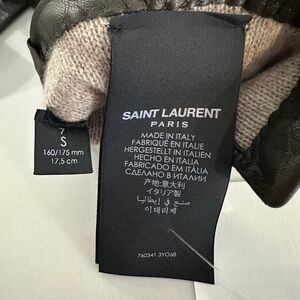 7
S
160/175 mm
17,5 cm
SAINT LAURENT
PARIS
MADE IN ITALY
FABRIQUÉ EN ITALIE
HERGESTELLT IN ITALIEN
HECHO EN ITALIA
FABRICADO EM ITÁLIA
СДЕЛАНО В ИТАЛИИ
产地:意大利
イタリア製
صنع في إيطاليا
이태리제
760341 3YO68